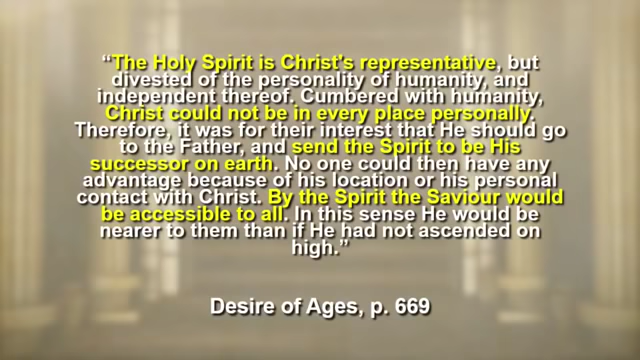 “The Holy Spirit is Christ's representative, but
divested of the personality of humanity, and
independent thereof. Cumbered with humanity,
Christ could not be in every place personally.
Therefore, it was for their interest that He should go
to the Father, and send the Spirit to be His
successor on earth. No one could then have any
advantage because of his location or his personal
contact with Christ. By the Spirit the Saviour would
be accessible to all. In this sense He would be
nearer to them than if He had not ascended on
high.”
Desire of Ages, p. 669